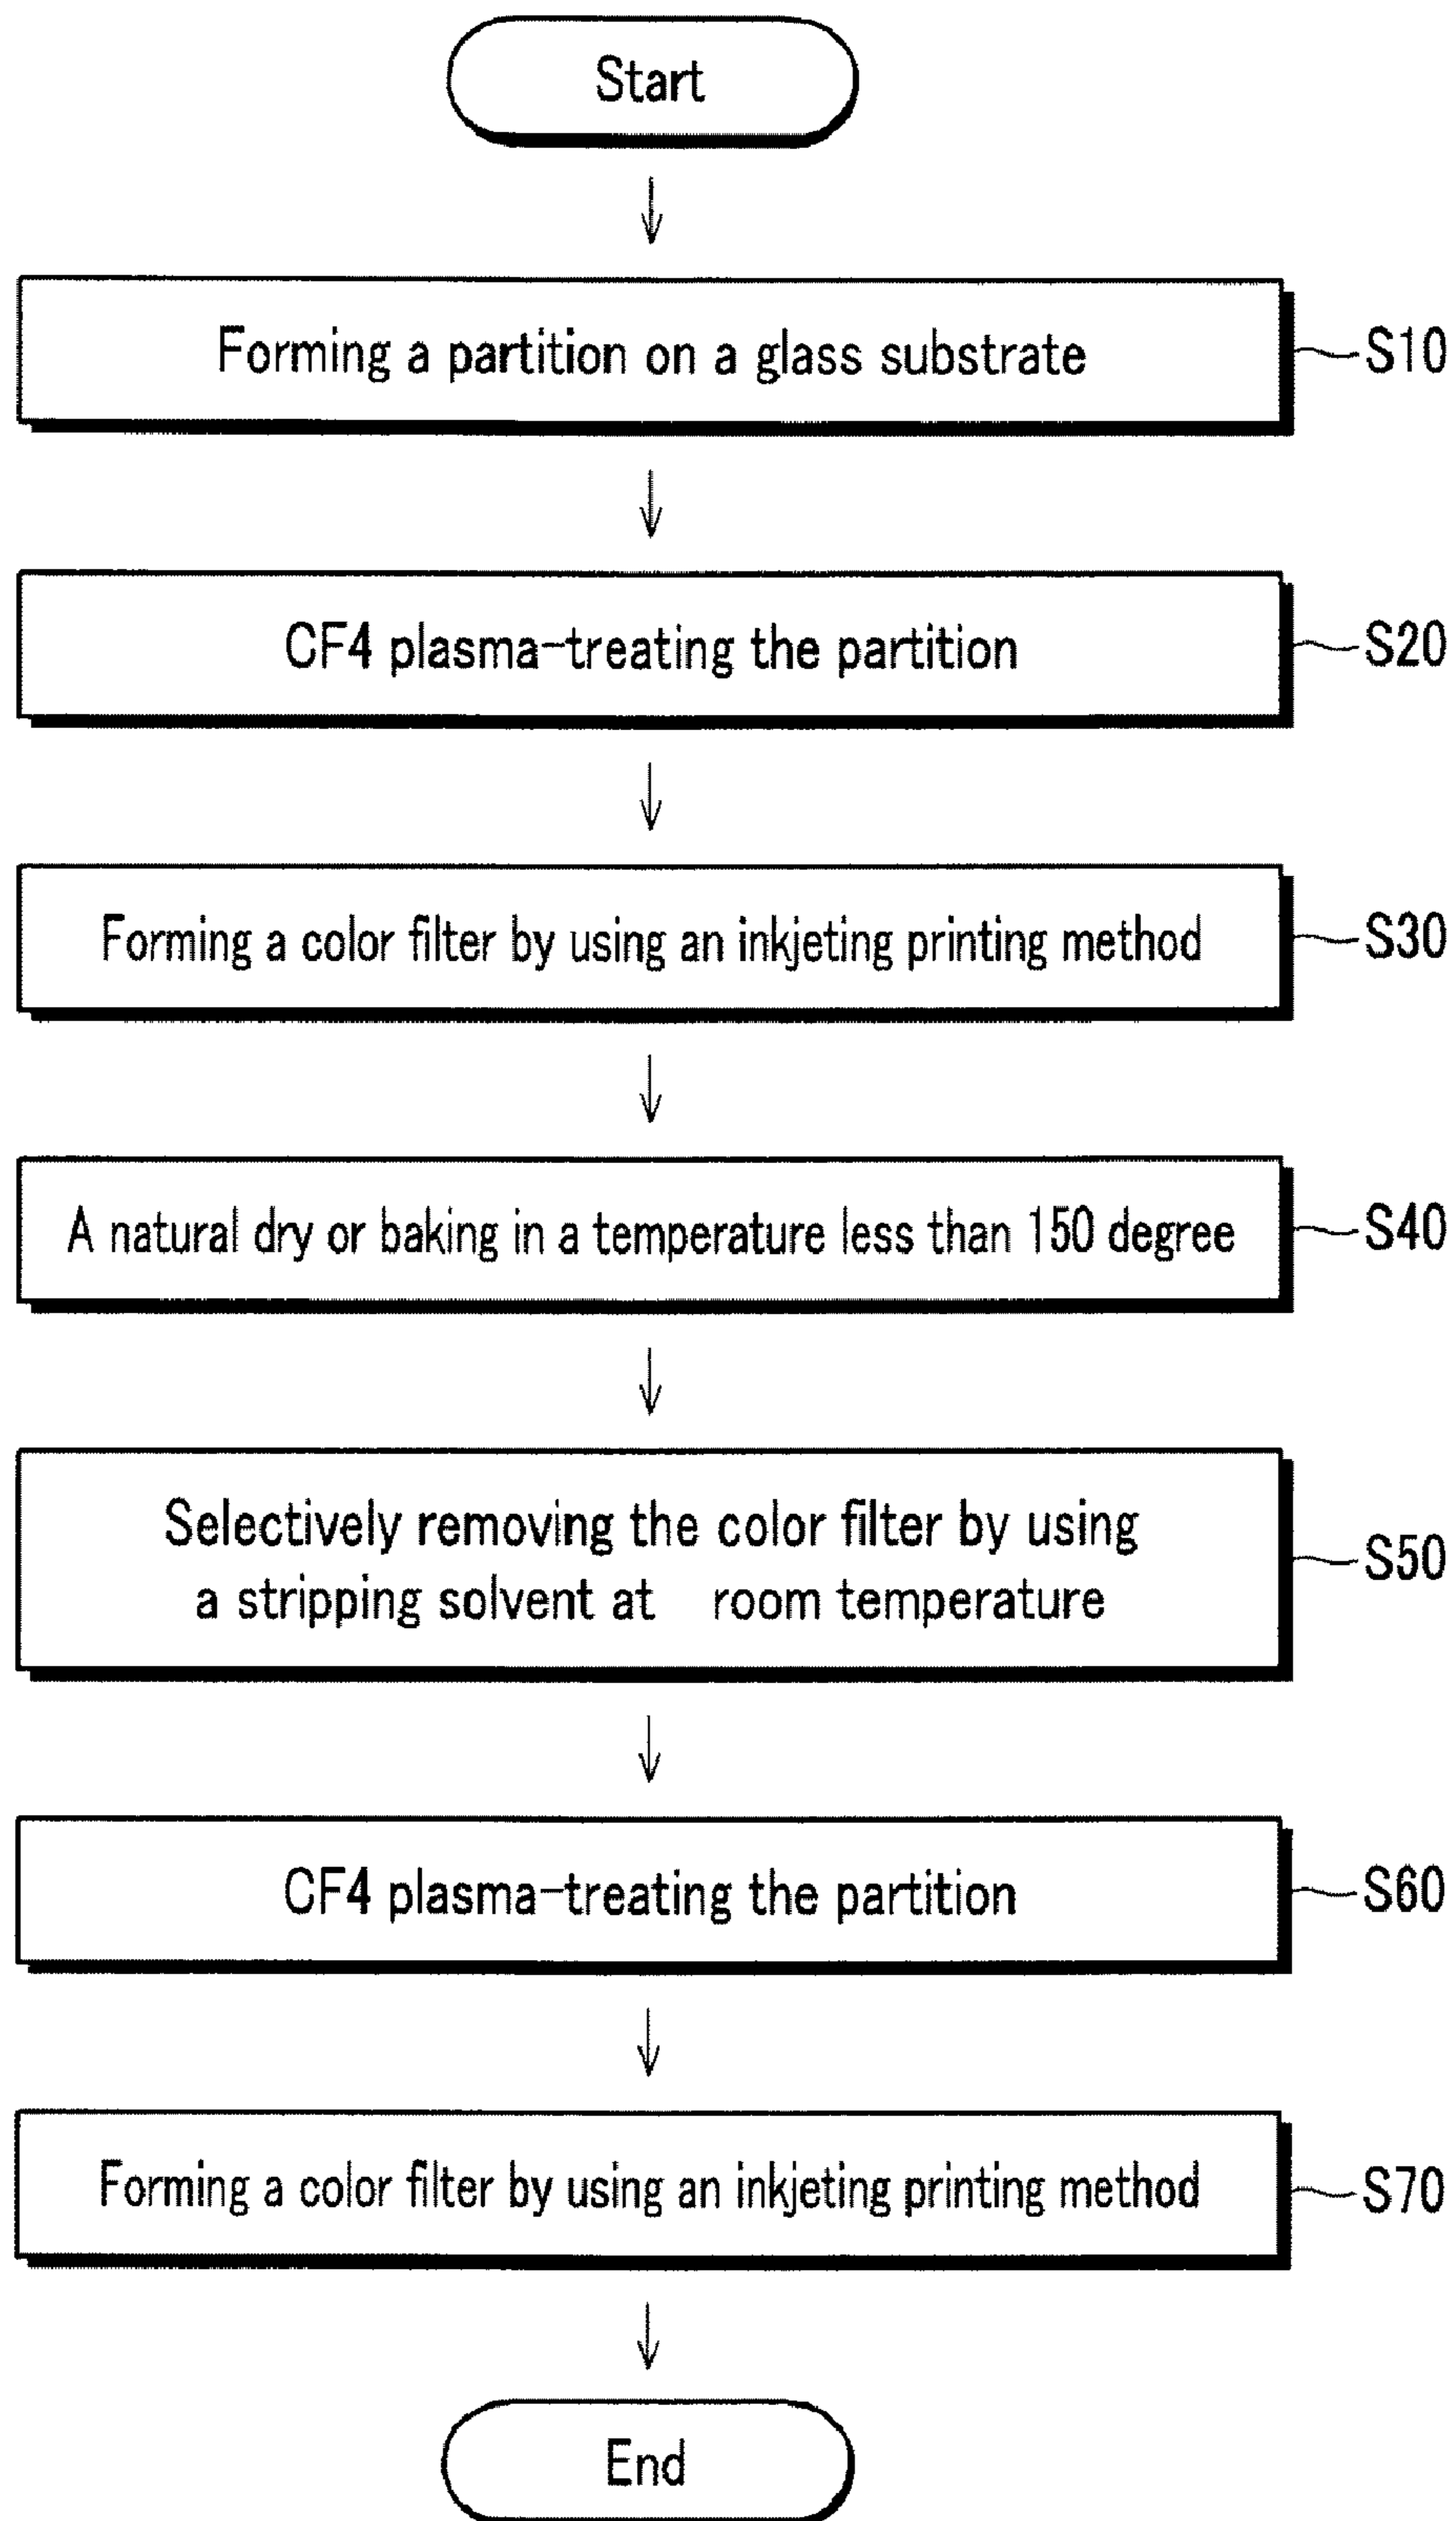 Start
Forming a partition on a glass substrate
S10
CF4 plasma-treating the partition
S20
Forming a color filter by using an inkjeting printing method
S30
A natural dry or baking in a temperature less than 150 degree
S40
Selectively removing the color filter by using
a stripping solvent at room temperature
S50
CF4 plasma-treating the partition
S60
Forming a color filter by using an inkjeting printing method
S70
End